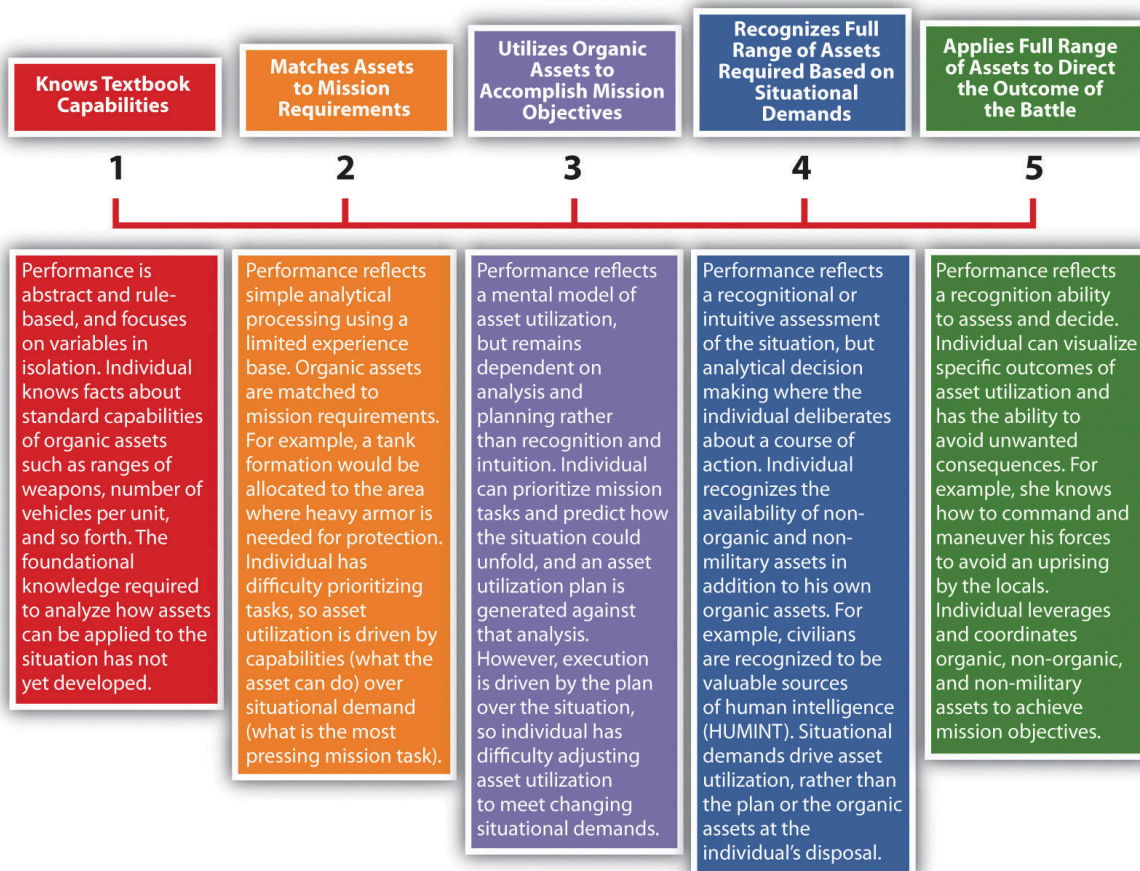 Knows Textbook
Capabilities
Matches Assets
to Mission
Requirements
Utilizes Organic
Assets to
Accomplish Mission
Objectives
Recognizes Full
Range of Assets
Required Based on
Situational
Demands
Applies Full Range
of Assets to Direct
the Outcome of
the Battle
1
2
3
4
5
Performance is
abstract and rule-
based, and focuses
on variables in
isolation. Individual
knows facts about
standard capabilities
of organic assets
such as ranges of
weapons, number of
vehicles per unit,
and so forth. The
foundational
knowledge required
to analyze how assets
can be applied to the
situation has not
yet developed.
Performance reflects
simple analytical
processing using a
limited experience
base. Organic assets
are matched to
mission requirements.
For example, a tank
formation would be
allocated to the area
where heavy armor is
needed for protection.
Individual has
difficulty prioritizing
tasks, so asset
utilization is driven by
capabilities (what the
asset can do) over
situational demand
(what is the most
pressing mission task).
Performance reflects
a mental model of
asset utilization,
but remains
dependent on
analysis and
planning rather
than recognition and
intuition. Individual
can prioritize mission
tasks and predict how
the situation could
unfold, and an asset
utilization plan is
generated against
that analysis.
However, execution
is driven by the plan
over the situation,
so individual has
difficulty adjusting
asset utilization
to meet changing
situational demands.
Performance reflects
a recognitional or
intuitive assessment
of the situation, but
analytical decision
making where the
individual deliberates
about a course of
action. Individual
recognizes the
availability of non-
organic and non-
military assets in
addition to his own
organic assets. For
example, civilians
are recognized to be
valuable sources
of human intelligence
(HUMINT). Situational
demands drive asset
utilization, rather than
the plan or the organic
assets at the
individual's disposal.
Performance reflects
a recognition ability
to assess and decide.
Individual can visualize
specific outcomes of
asset utilization and
has the ability to
avoid unwanted
consequences. For
example, she knows
how to command and
maneuver his forces
to avoid an uprising
by the locals.
Individual leverages
and coordinates
organic, non-organic,
and non-military
assets to achieve
mission objectives.